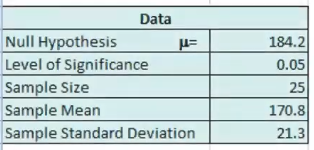 Data
Null Hypothesis μ= 184.2
Level of Significance 0.05
Sample Size 25
Sample Mean 170.8
Sample Standard Deviation 21.3